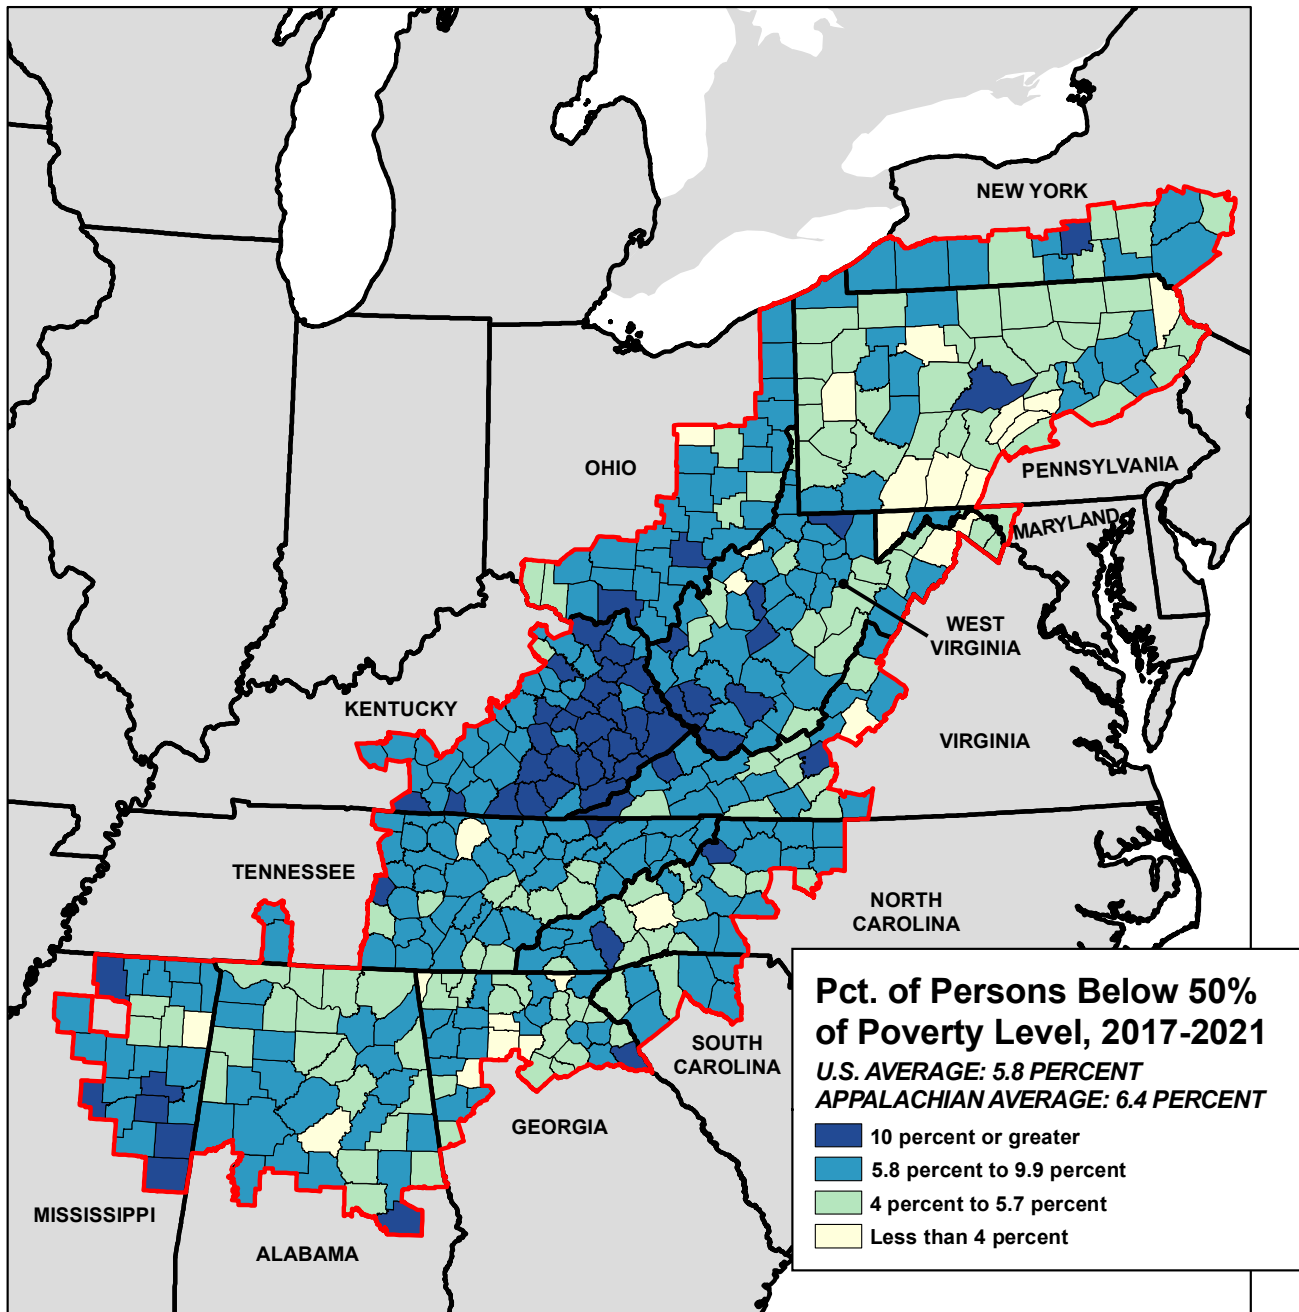 NEW YORK
OHIO
PENNSYLVANIA
MARYLAND
WEST
VIRGINIA
KENTUCKY
VIRGINIA
TENNESSEE
NORTH
CAROLINA
SOUTH
CAROLINA
GEORGIA
MISSISSIPPI
ALABAMA
Pct. of Persons Below 50%
of Poverty Level, 2017-2021
U.S. AVERAGE: 5.8 PERCENT
APPALACHIAN AVERAGE: 6.4 PERCENT
10 percent or greater
5.8 percent to 9.9 percent
4 percent to 5.7 percent
Less than 4 percent